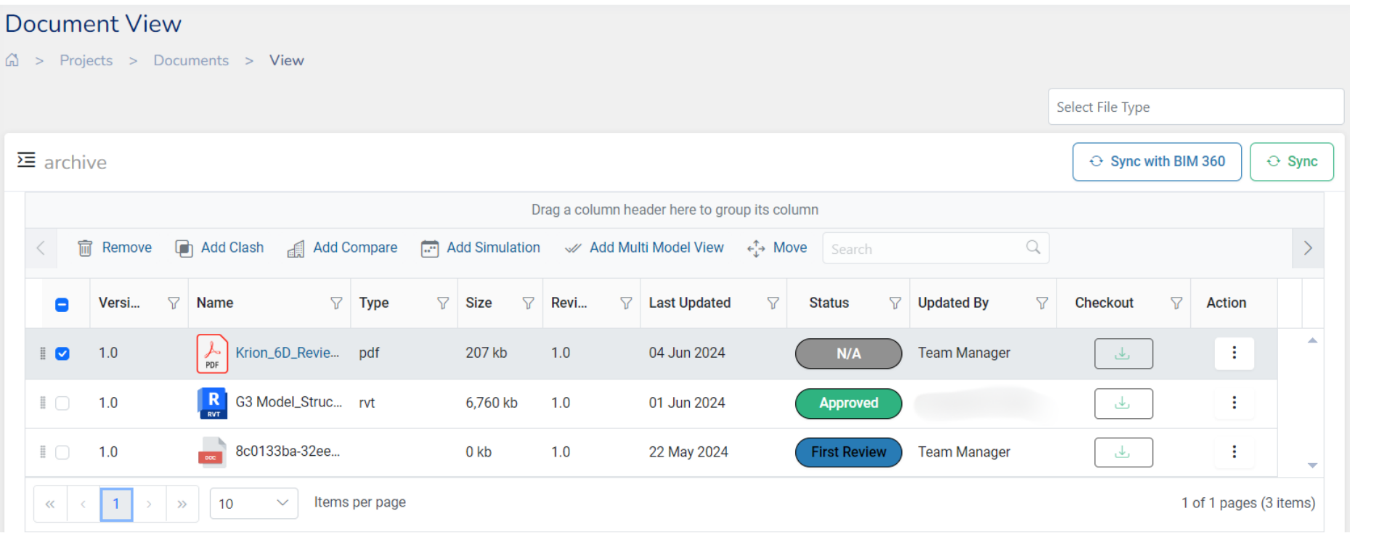 Document View
> Projects > Documents > View
Select File Type
archive
Sync with BIM 360
Sync
Drag a column header here to group its column
Remove Add Clash Add Compare Add Simulation Add Multi Model View Move Search
Versi... Name Type Size Revi... Last Updated Status Updated By Checkout Action
1.0 PDF Krion_6D_Revie... pdf 207 kb 1.0 04 Jun 2024 N/A Team Manager
1.0 R RVT G3 Model_Struc... rvt 6,760 kb 1.0 01 Jun 2024 Approved
1.0 DOC 8c0133ba-32ee... 0 kb 1.0 22 May 2024 First Review Team Manager
1 10 Items per page 1 of 1 pages (3 items)